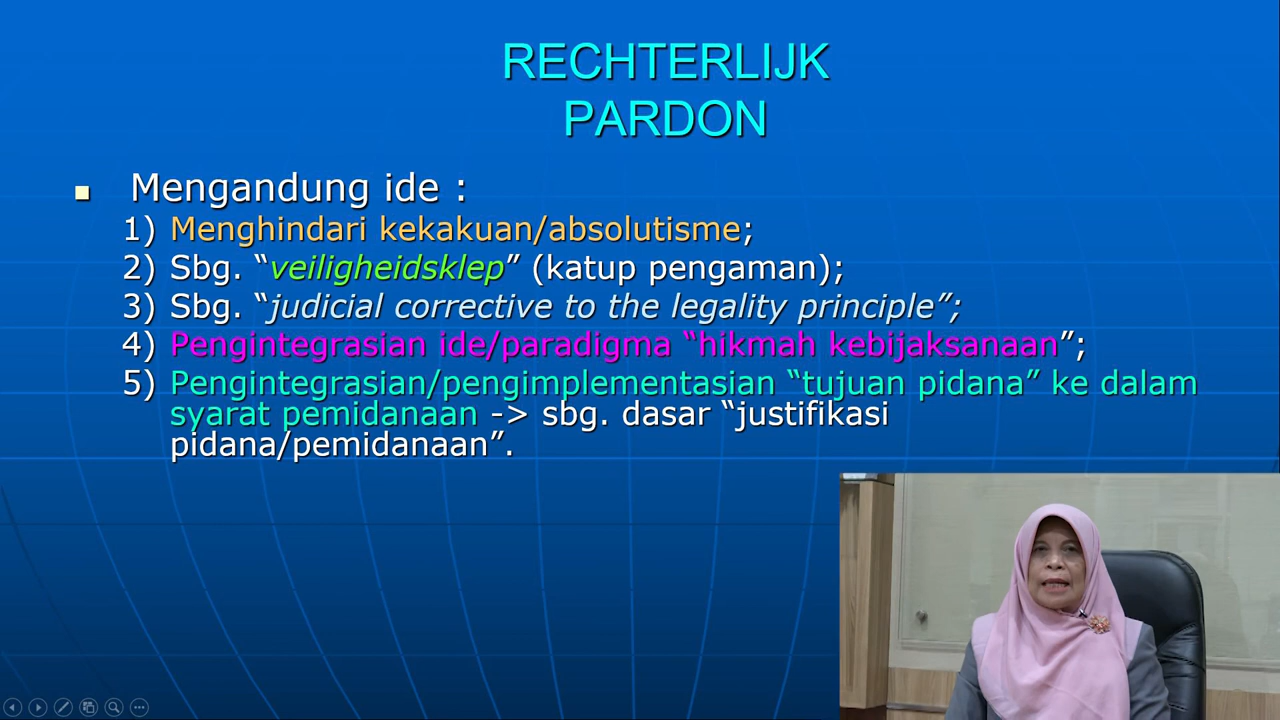 RECHTERLIJK
PARDON
Mengandung ide :
1) Menghindari kekakuan/absolutisme;
2) Sbg. “veiligheidsklep” (katup pengaman);
3) Sbg. “judicial corrective to the legality principle”;
4) Pengintegrasian ide/paradigma “hikmah kebijaksanaan”;
5) Pengintegrasian/pengimplementasian “tujuan pidana” ke dalam
syarat pemidanaan -> sbg. dasar “justifikasi
pidana/pemidanaan”.